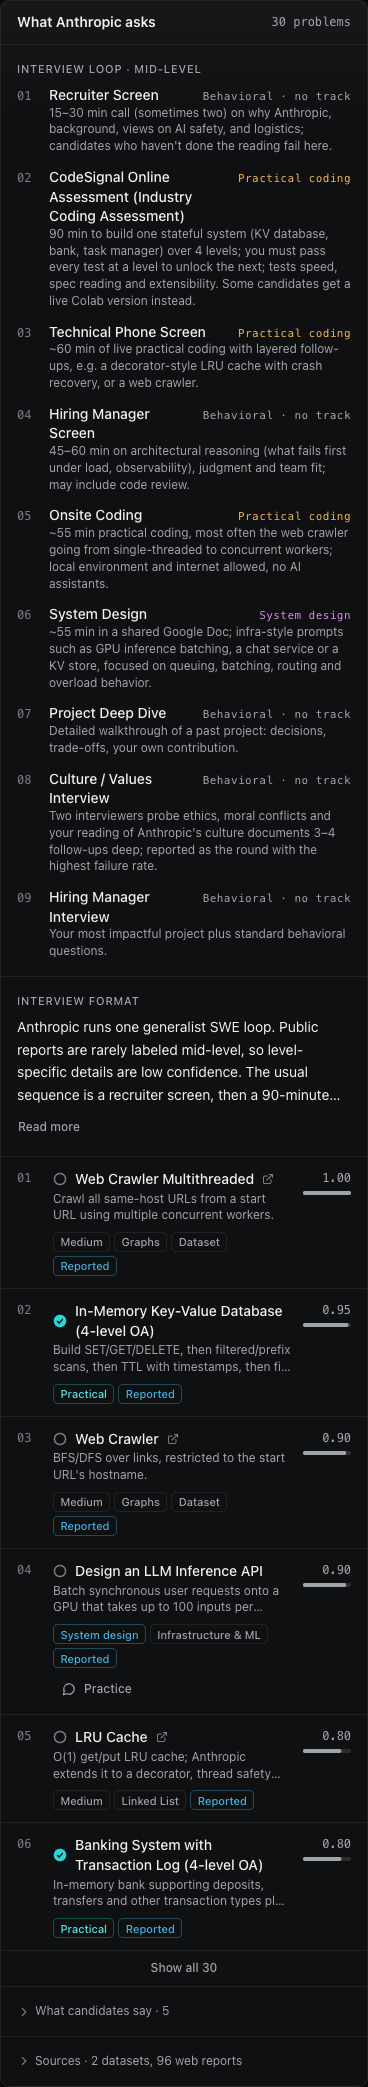 What Anthropic asks 30 problems
INTERVIEW LOOP · MID-LEVEL
01 Recruiter Screen Behavioral · no track
15–30 min call (sometimes two) on why Anthropic,
background, views on AI safety, and logistics;
candidates who haven't done the reading fail here.
02 CodeSignal Online Practical coding
Assessment (Industry
Coding Assessment)
90 min to build one stateful system (KV database,
bank, task manager) over 4 levels; you must pass
every test at a level to unlock the next; tests speed,
spec reading and extensibility. Some candidates get a
live Colab version instead.
03 Technical Phone Screen Practical coding
~60 min of live practical coding with layered follow-
ups, e.g. a decorator-style LRU cache with crash
recovery, or a web crawler.
04 Hiring Manager Behavioral · no track
Screen
45–60 min on architectural reasoning (what fails first
under load, observability), judgment and team fit;
may include code review.
05 Onsite Coding Practical coding
~55 min practical coding, most often the web crawler
going from single-threaded to concurrent workers;
local environment and internet allowed, no AI
assistants.
06 System Design System design
~55 min in a shared Google Doc; infra-style prompts
such as GPU inference batching, a chat service or a
KV store, focused on queuing, batching, routing and
overload behavior.
07 Project Deep Dive Behavioral · no track
Detailed walkthrough of a past project: decisions,
trade-offs, your own contribution.
08 Culture / Values Behavioral · no track
Interview
Two interviewers probe ethics, moral conflicts and
your reading of Anthropic's culture documents 3–4
follow-ups deep; reported as the round with the
highest failure rate.
09 Hiring Manager Behavioral · no track
Interview
Your most impactful project plus standard behavioral
questions.
INTERVIEW FORMAT
Anthropic runs one generalist SWE loop. Public
reports are rarely labeled mid-level, so level-
specific details are low confidence. The usual
sequence is a recruiter screen, then a 90-minute…
Read more
01 Web Crawler Multithreaded 1.00
Crawl all same-host URLs from a start
URL using multiple concurrent workers.
Medium Graphs Dataset
Reported
02 In-Memory Key-Value Database 0.95
(4-level OA)
Build SET/GET/DELETE, then filtered/prefix
scans, then TTL with timestamps, then fi…
Practical Reported
03 Web Crawler 0.90
BFS/DFS over links, restricted to the start
URL's hostname.
Medium Graphs Dataset
Reported
04 Design an LLM Inference API 0.90
Batch synchronous user requests onto a
GPU that takes up to 100 inputs per…
System design Infrastructure & ML
Reported
Practice
05 LRU Cache 0.80
O(1) get/put LRU cache; Anthropic
extends it to a decorator, thread safety…
Medium Linked List Reported
06 Banking System with 0.80
Transaction Log (4-level OA)
In-memory bank supporting deposits,
transfers and other transaction types pl…
Practical Reported
Show all 30
What candidates say · 5
Sources · 2 datasets, 96 web reports